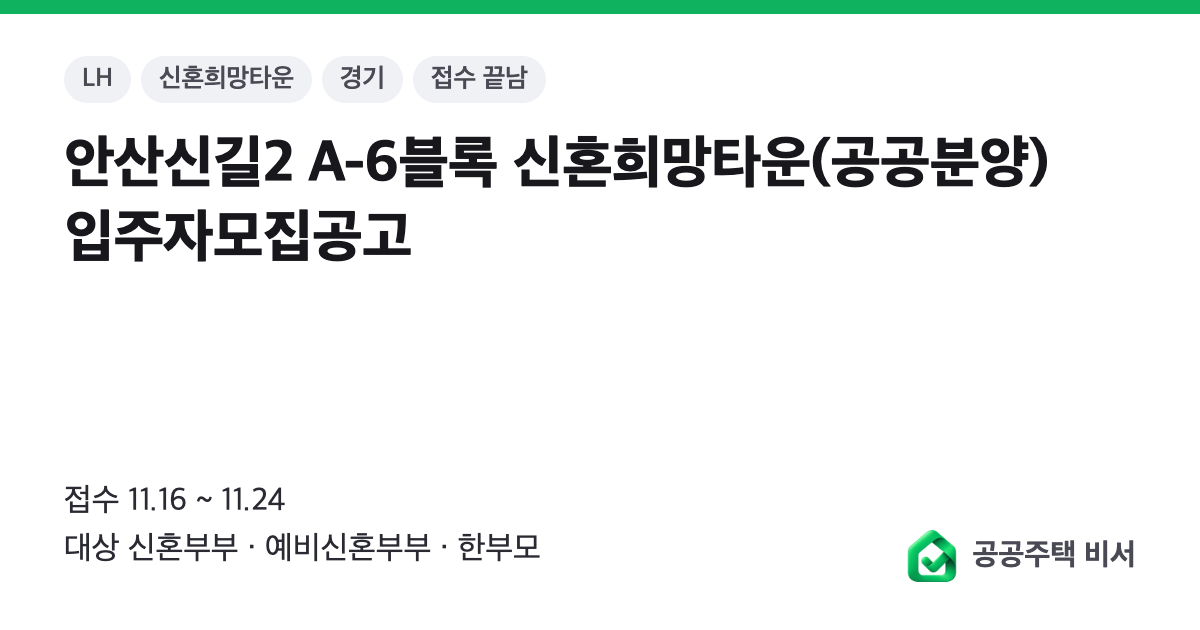 LH 신혼희망타운 경기 접수 끝남
안산신길2 A-6블록 신혼희망타운(공공분양)
입주자모집공고
접수 11.16 ~ 11.24
대상 신혼부부 · 예비신혼부부 · 한부모
공공주택 비서